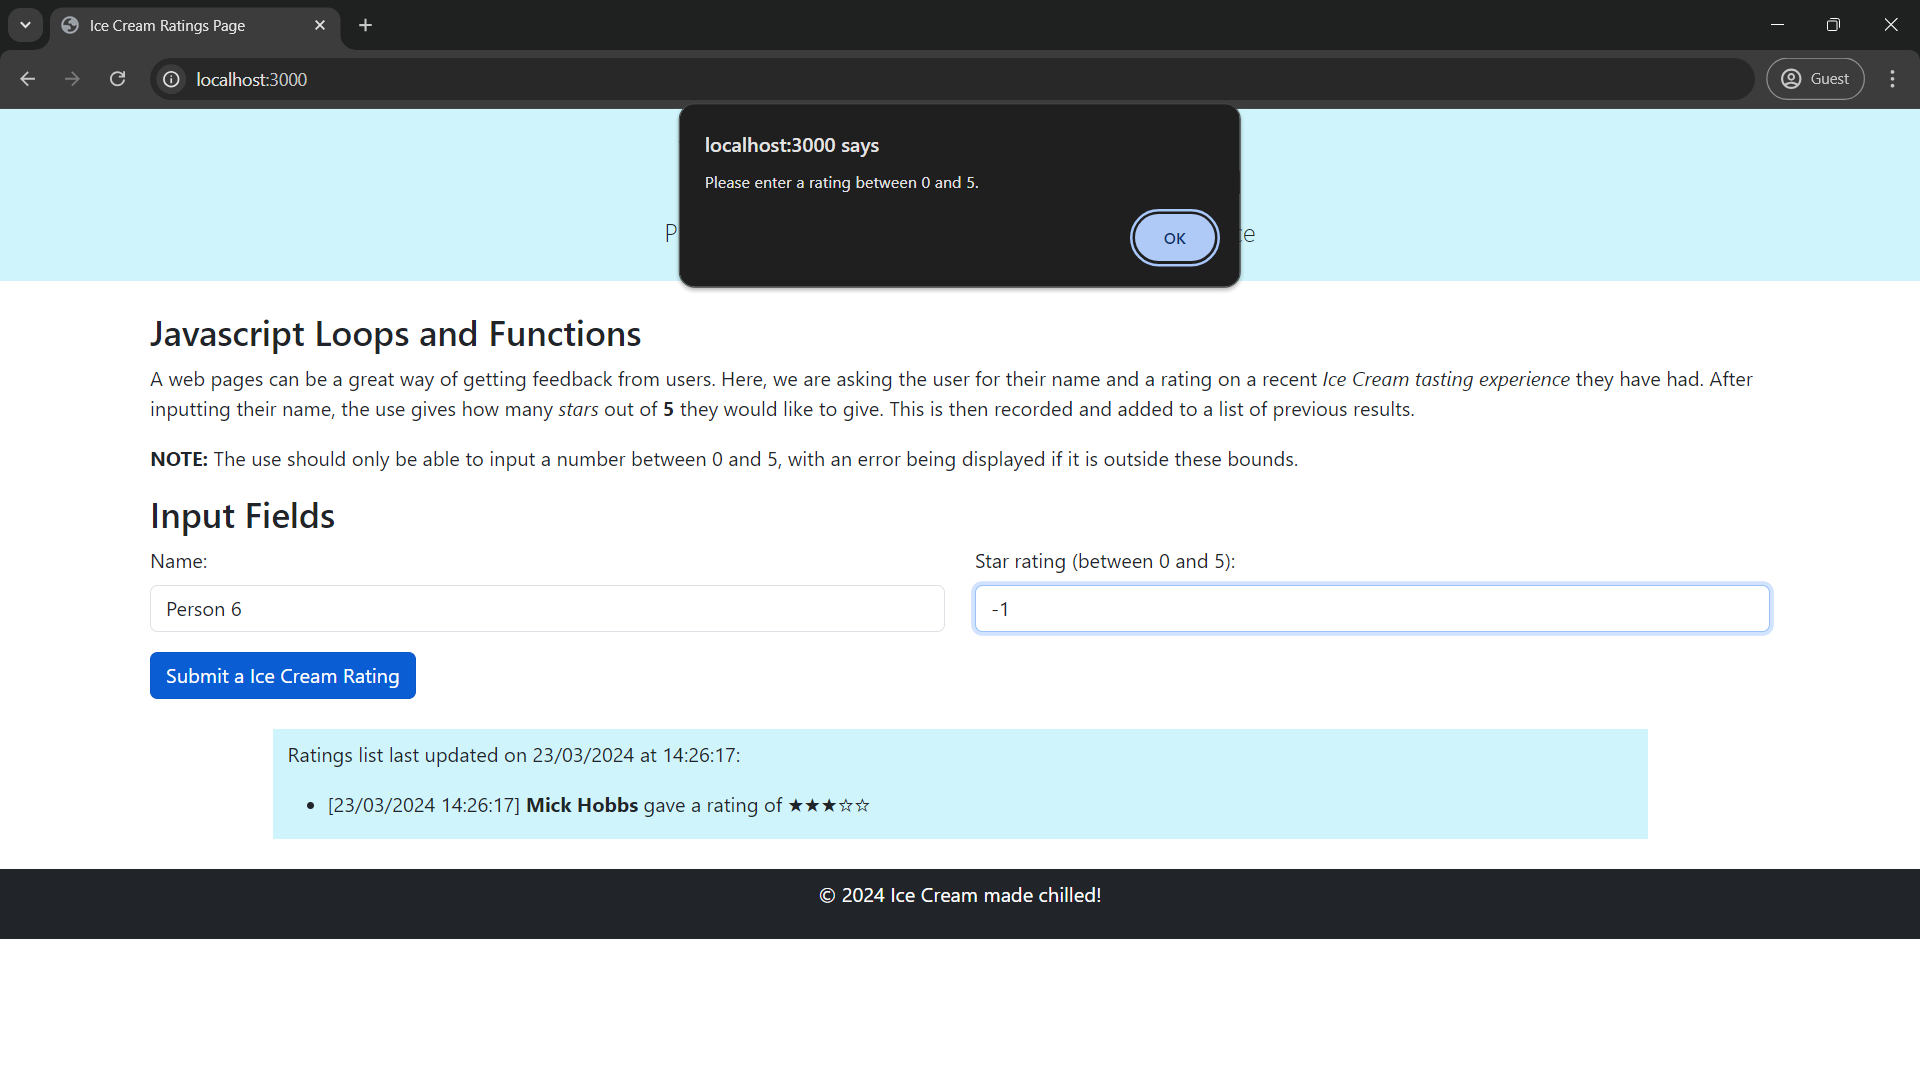 Ice Cream Ratings Page
localhost:3000
Guest
localhost:3000 says
Please enter a rating between 0 and 5.
OK
P
ce
Javascript Loops and Functions
A web pages can be a great way of getting feedback from users. Here, we are asking the user for their name and a rating on a recent Ice Cream tasting experience they have had. After
inputting their name, the use gives how many stars out of 5 they would like to give. This is then recorded and added to a list of previous results.
NOTE: The use should only be able to input a number between 0 and 5, with an error being displayed if it is outside these bounds.
Input Fields
Name:
Star rating (between 0 and 5):
Person 6
-1
Submit a Ice Cream Rating
Ratings list last updated on 23/03/2024 at 14:26:17:
• [23/03/2024 14:26:17] Mick Hobbs gave a rating of ★★★☆☆
© 2024 Ice Cream made chilled!